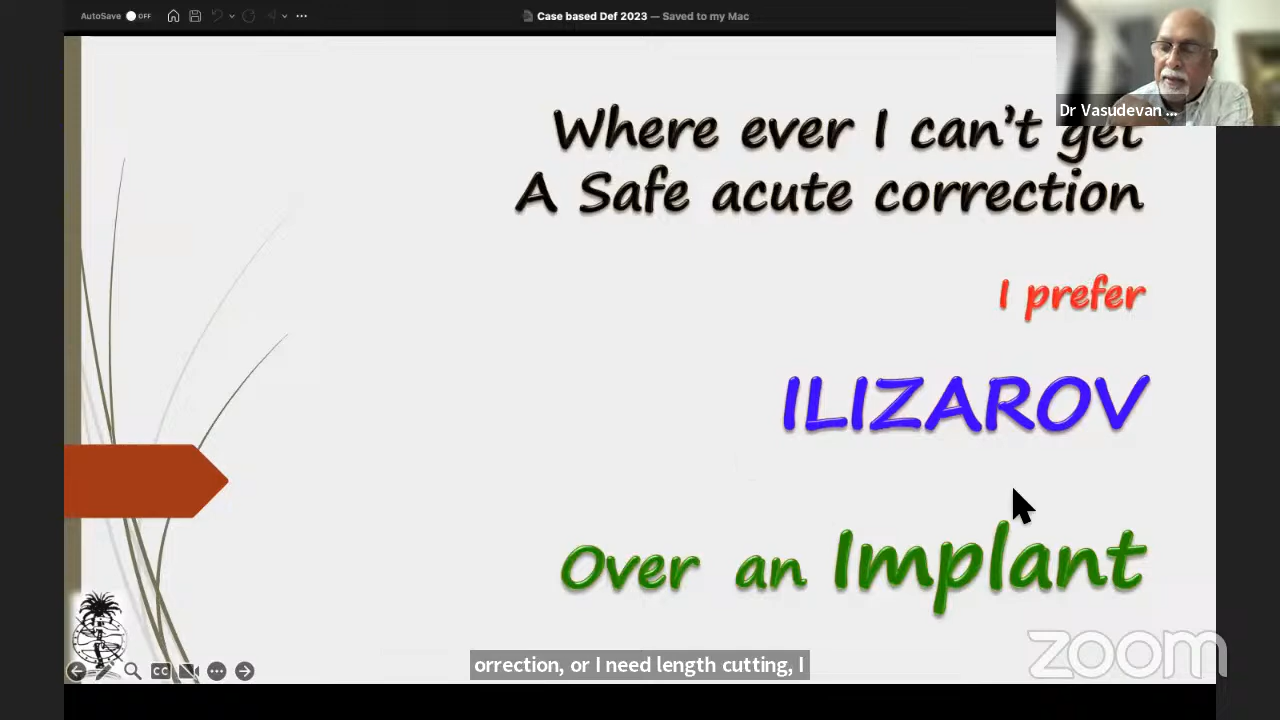 AutoSave OFF
Case based Def 2023 — Saved to my Mac
Dr Vasudevan ...
Where ever I can't get
A Safe acute correction
I prefer
ILIZAROV
Over an Implant
CC
orrection, or I need length cutting, I
zoom